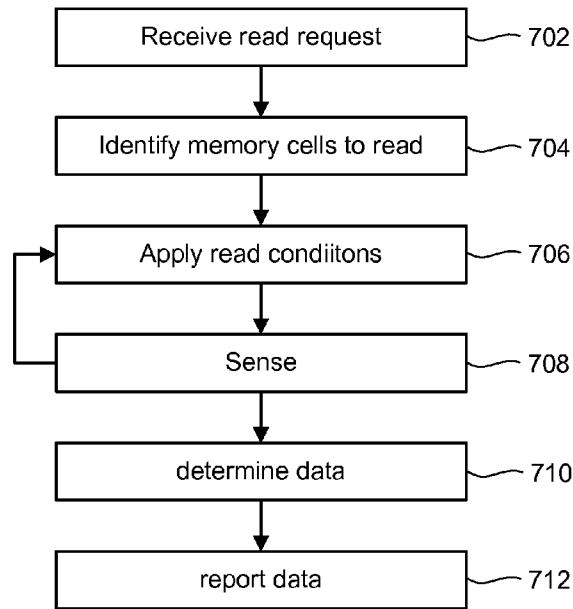 Receive read request 702
Identify memory cells to read 704
Apply read condiitons 706
Sense 708
determine data 710
report data 712